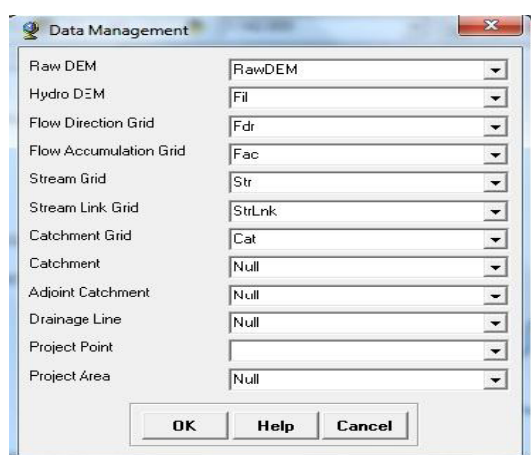 Data Management
Raw DEM RawDEM
Hydro DEM Fil
Flow Direction Grid Fdr
Flow Accumulation Grid Fac
Stream Grid Str
Stream Link Grid StrLnk
Catchment Grid Cat
Catchment Null
Adjoint Catchment Null
Drainage Line Null
Project Point
Project Area Null
OK Help Cancel